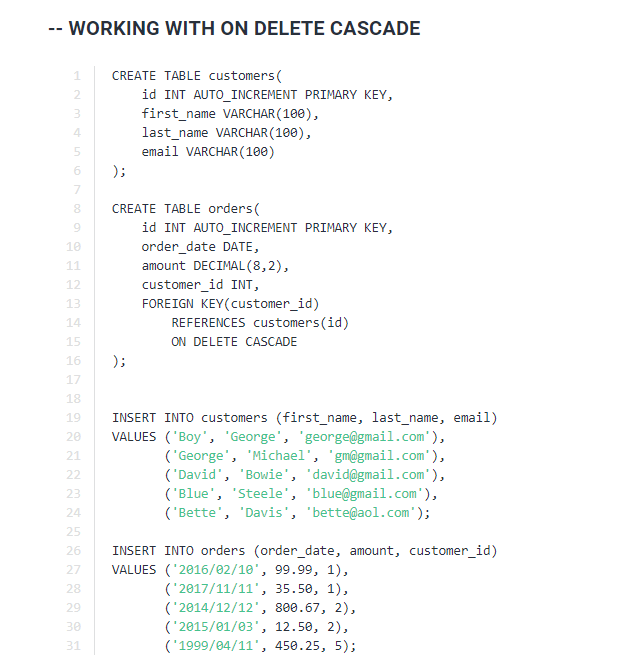 -- WORKING WITH ON DELETE CASCADE
1 CREATE TABLE customers(
2     id INT AUTO_INCREMENT PRIMARY KEY,
3     first_name VARCHAR(100),
4     last_name VARCHAR(100),
5     email VARCHAR(100)
6 );
7
8 CREATE TABLE orders(
9     id INT AUTO_INCREMENT PRIMARY KEY,
10     order_date DATE,
11     amount DECIMAL(8,2),
12     customer_id INT,
13     FOREIGN KEY(customer_id)
14         REFERENCES customers(id)
15         ON DELETE CASCADE
16 );
17
18
19 INSERT INTO customers (first_name, last_name, email)
20 VALUES ('Boy', 'George', 'george@gmail.com'),
21        ('George', 'Michael', 'gm@gmail.com'),
22        ('David', 'Bowie', 'david@gmail.com'),
23        ('Blue', 'Steele', 'blue@gmail.com'),
24        ('Bette', 'Davis', 'bette@aol.com');
25
26 INSERT INTO orders (order_date, amount, customer_id)
27 VALUES ('2016/02/10', 99.99, 1),
28        ('2017/11/11', 35.50, 1),
29        ('2014/12/12', 800.67, 2),
30        ('2015/01/03', 12.50, 2),
31        ('1999/04/11', 450.25, 5);